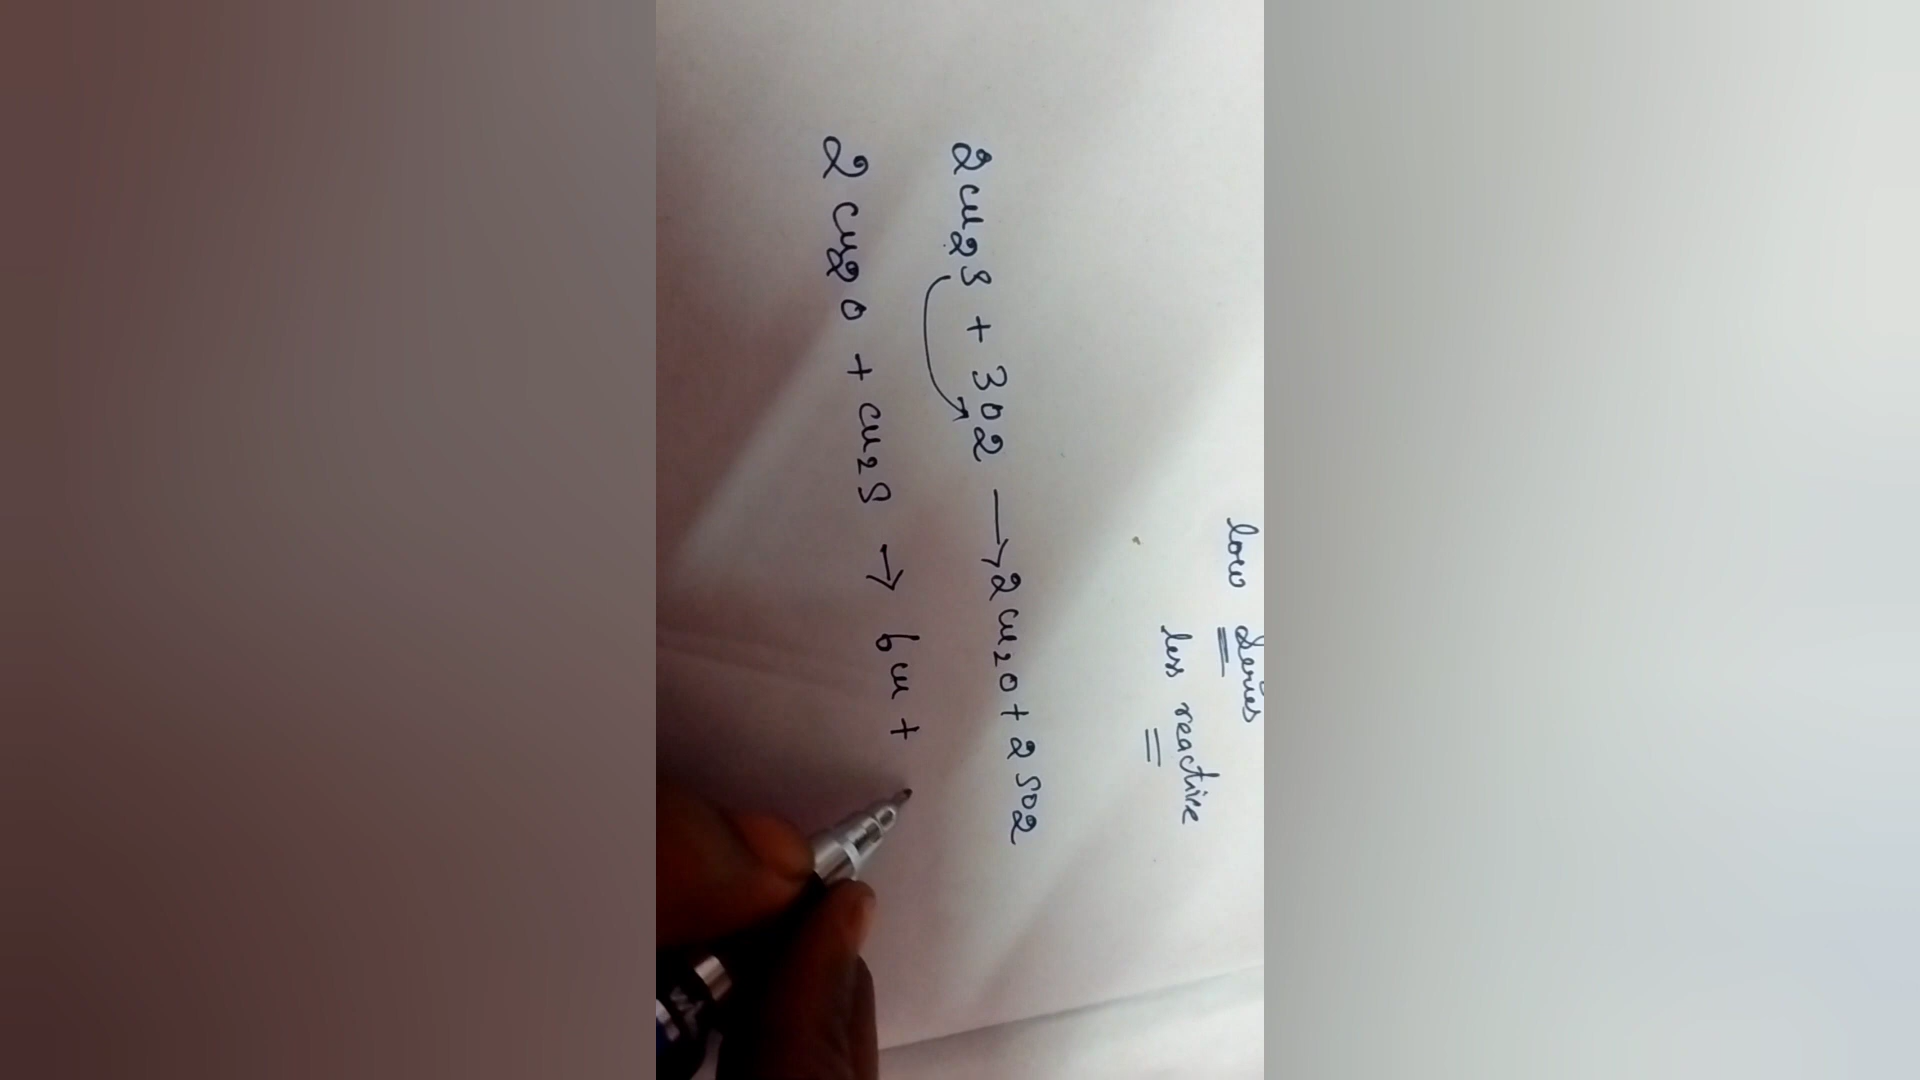 low Series
less reactive
2cu2S + 3O2 → 2cu2O + 2SO2
2cu2O + cu2S → 6cu +